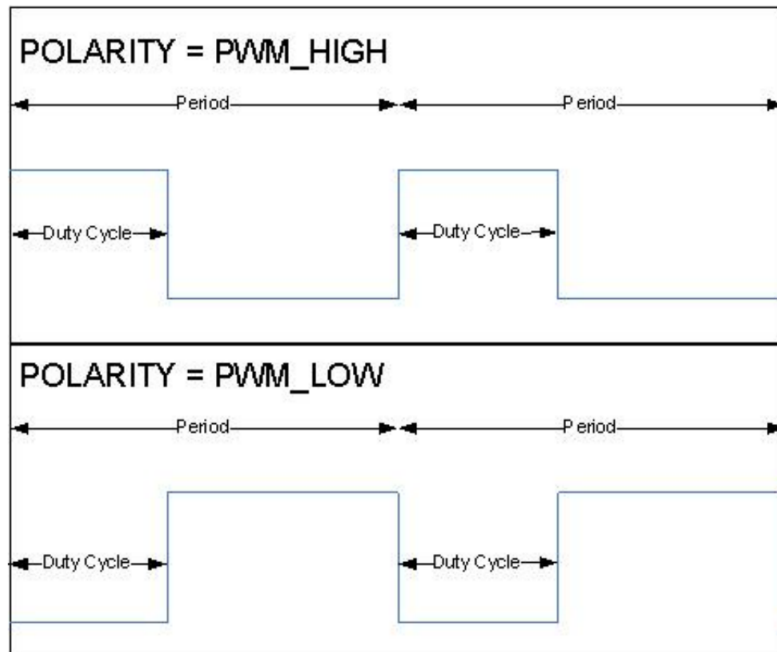 POLARITY = PWM_HIGH
Period Period
Duty Cycle Duty Cycle
POLARITY = PWM_LOW
Period Period
Duty Cycle Duty Cycle